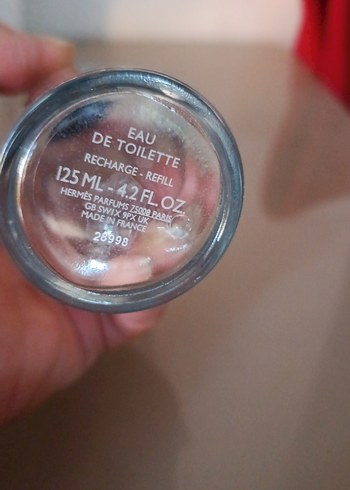 EAU
DE TOILETTE
RECHARGE - REFILL
125 ML - 4.2 FL OZ
HERMÈS PARFUMS 75008 PARIS
GB SW1X 9PX UK
MADE IN FRANCE
28998